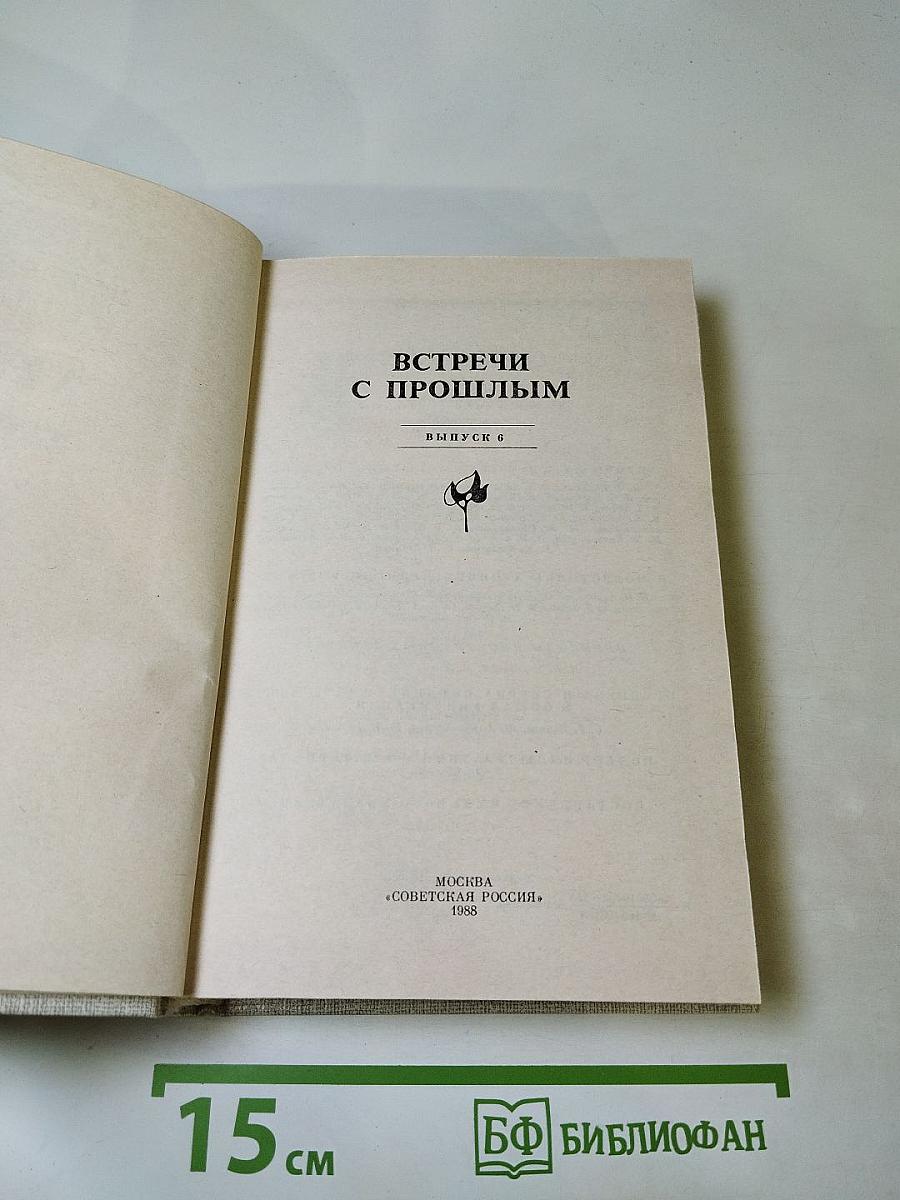 ВСТРЕЧИ
С ПРОШЛЫМ
ВЫПУСК 6
МОСКВА
«СОВЕТСКАЯ РОССИЯ»
1988
15 см
БФ БИБЛИОФАН